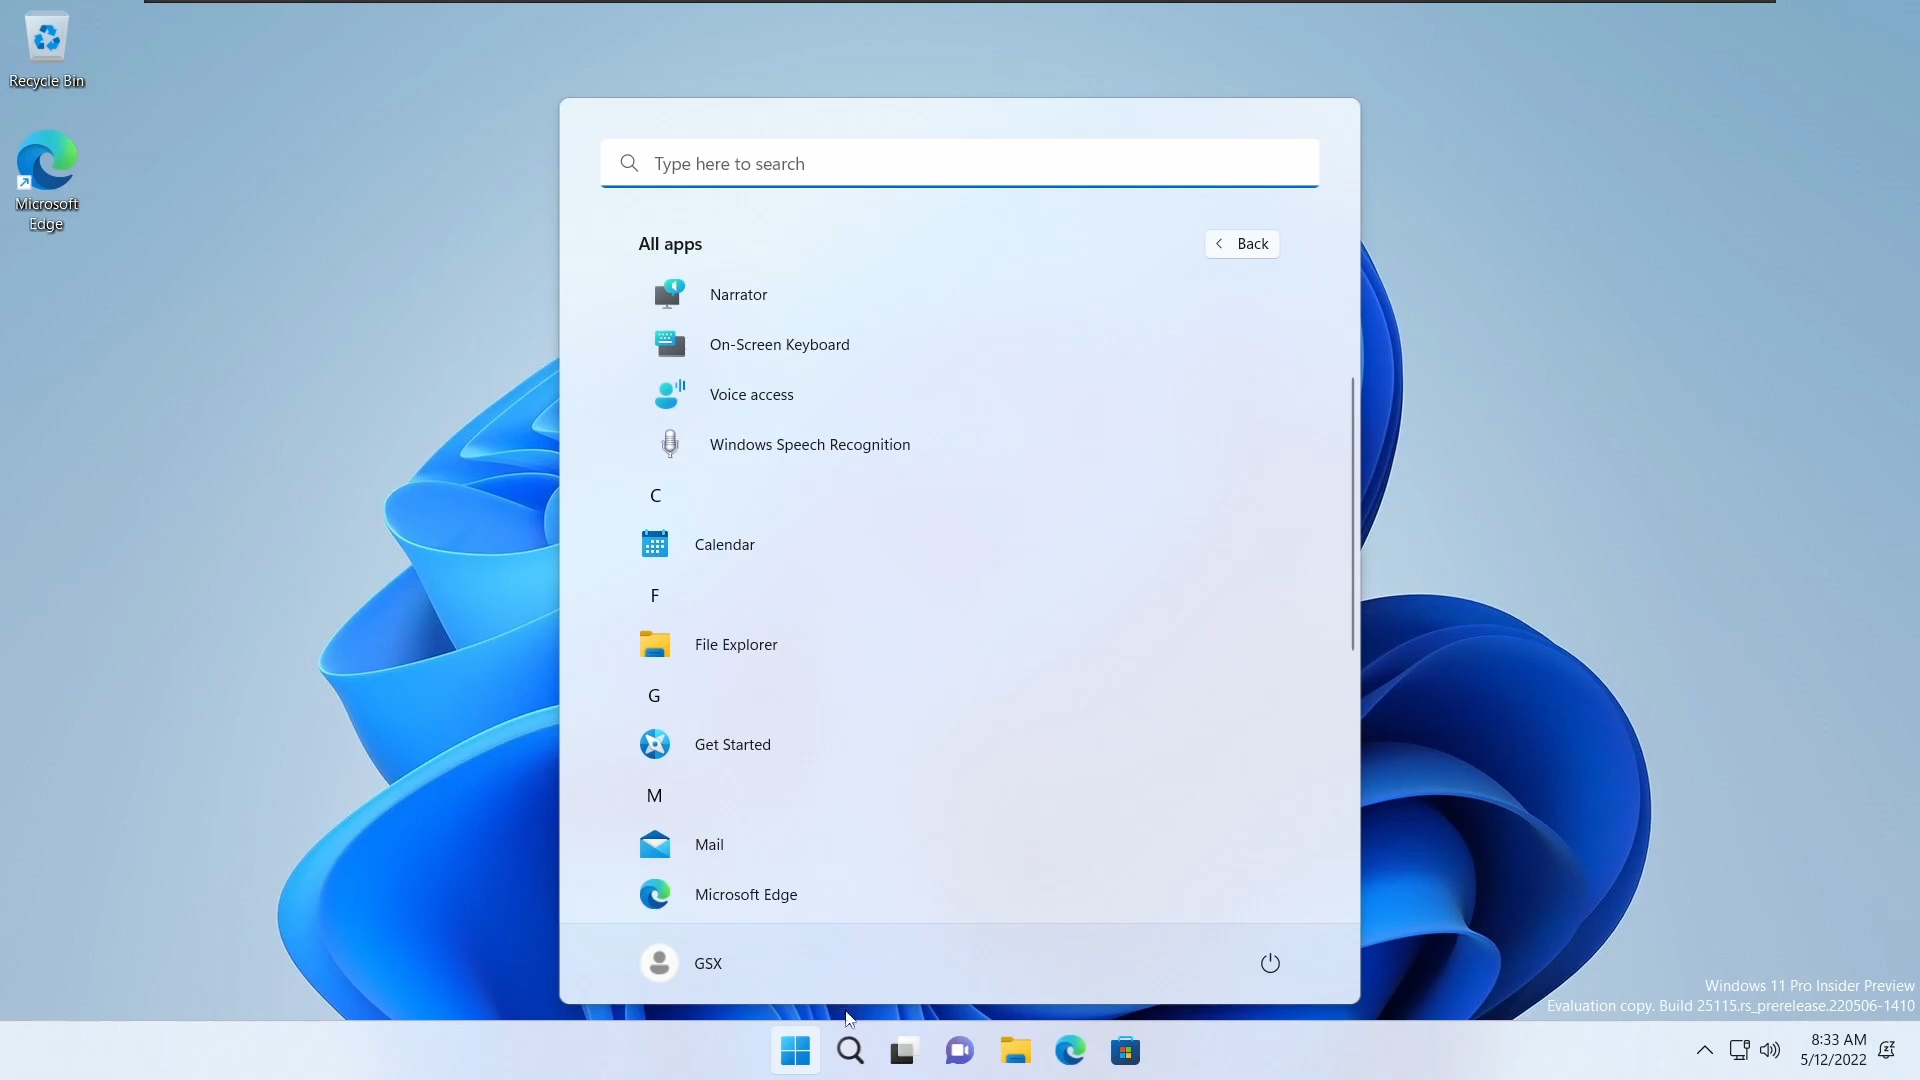 Recycle Bin
Microsoft
Edge
Type here to search
All apps
Back
Narrator
On-Screen Keyboard
Voice access
Windows Speech Recognition
C
Calendar
F
File Explorer
G
Get Started
M
Mail
Microsoft Edge
GSX
Windows 11 Pro Insider Preview
Evaluation copy. Build 25115.rs_prerelease.220506-1410
8:33 AM
5/12/2022